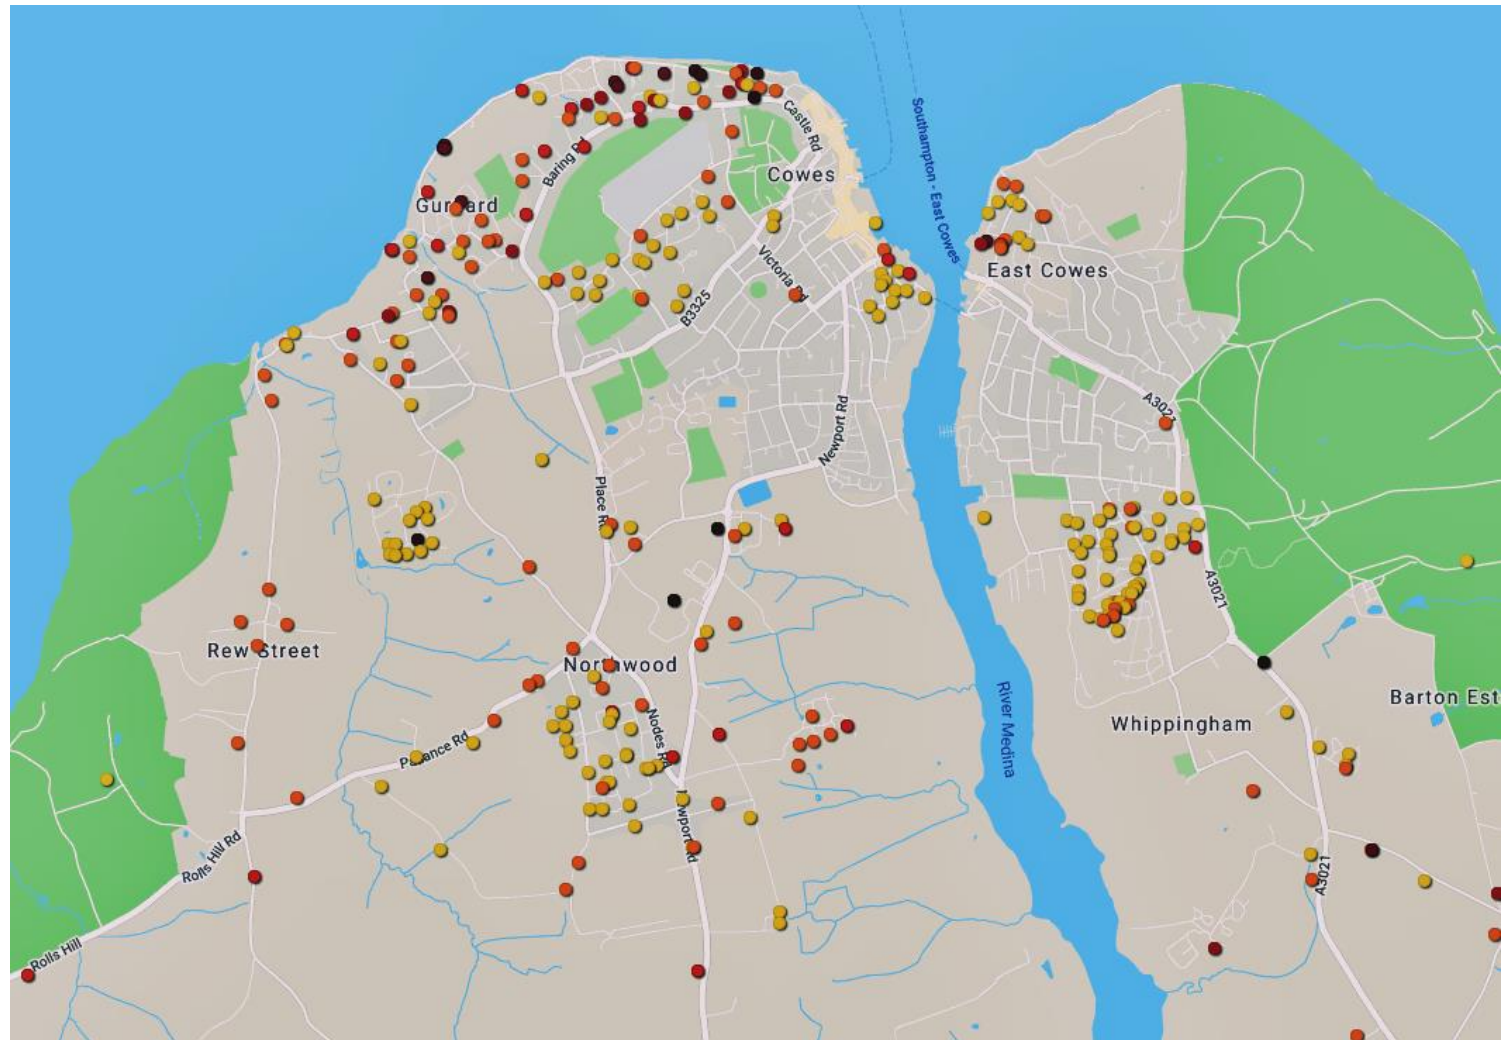 Castle Rd
Southampton - East Cowes
Baring Rd
Cowes
Gurnard
Victoria Rd
East Cowes
B3325
A3021
Newport Rd
Place Rd
A3021
Rew Street
Northwood
River Medina
Barton Est
Whippingham
Nodes Rd
Pallance Rd
Newport Rd
Rolls Hill Rd
A3021
Rolls Hill